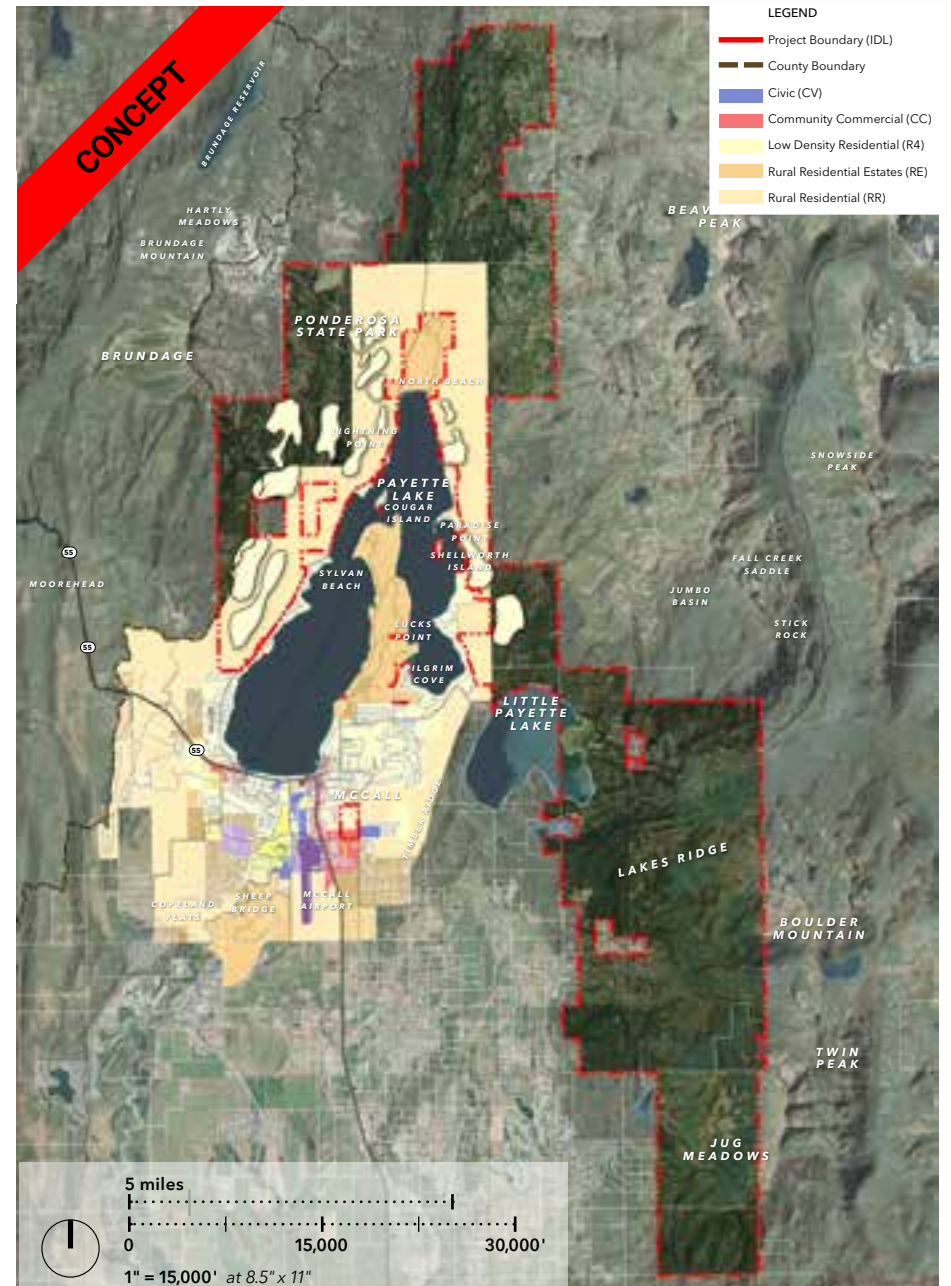 LEGEND
Project Boundary (IDL)
County Boundary
Civic (CV)
Community Commercial (CC)
Low Density Residential (R4)
Rural Residential Estates (RE)
Rural Residential (RR)
CONCEPT
BRUNDAGE RESERVOIR
HARTLY
MEADOWS
BRUNDAGE
MOUNTAIN
PEAK
PONDEROSA
STATE PARK
BRUNDAGE
NORTH BEACH
LIGHTNING
POINT
SNOWSIDE
PEAK
PAYETTE
LAKE
COUGAR
ISLAND
PARADISE
POINT
SHELLWORTH
ISLAND
55
MOOREHEAD
SYLVAN
BEACH
FALL CREEK
SADDLE
JUMBO
BASIN
STICK
ROCK
LUCKS
POINT
55
PILGRIM
COVE
LITTLE
PAYETTE
LAKE
55
MCCALL
TIMBER RIDGE
LAKES RIDGE
COPELAND
FLATS
SHEEP
BRIDGE
MCCALL
AIRPORT
BOULDER
MOUNTAIN
TWIN
PEAK
JUG
MEADOWS
5 miles
0
15,000
30,000'
1" = 15,000' at 8.5" x 11"